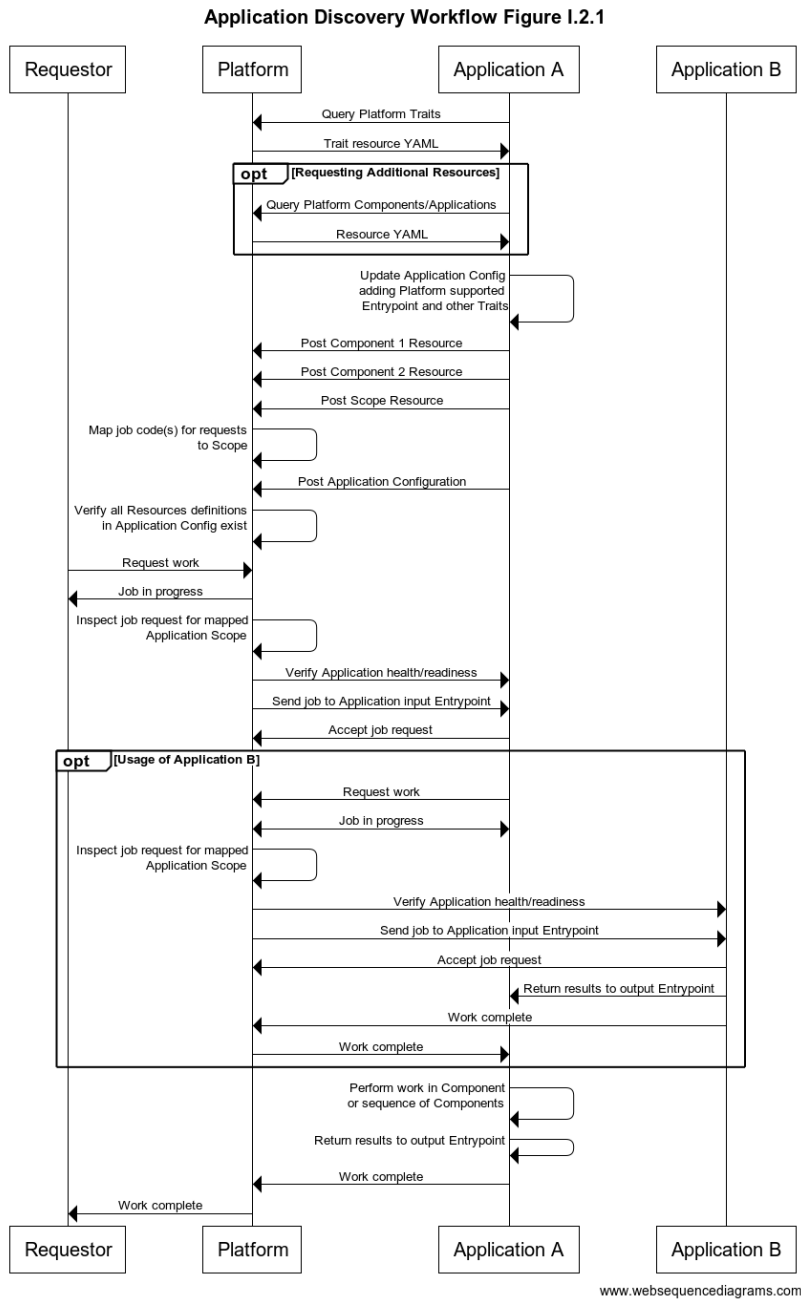 Application Discovery Workflow Figure I.2.1
Requestor
Platform
Application A
Application B
Query Platform Traits
Trait resource YAML
opt
[Requesting Additional Resources]
Query Platform Components/Applications
Resource YAML
Update Application Config
adding Platform supported
Entrypoint and other Traits
Post Component 1 Resource
Post Component 2 Resource
Post Scope Resource
Map job code(s) for requests
to Scope
Post Application Configuration
Verify all Resources definitions
in Application Config exist
Request work
Job in progress
Inspect job request for mapped
Application Scope
Verify Application health/readiness
Send job to Application input Entrypoint
Accept job request
opt
[Usage of Application B]
Request work
Job in progress
Inspect job request for mapped
Application Scope
Verify Application health/readiness
Send job to Application input Entrypoint
Accept job request
Return results to output Entrypoint
Work complete
Work complete
Perform work in Component
or sequence of Components
Return results to output Entrypoint
Work complete
Work complete
Requestor
Platform
Application A
Application B
www.websequencediagrams.com